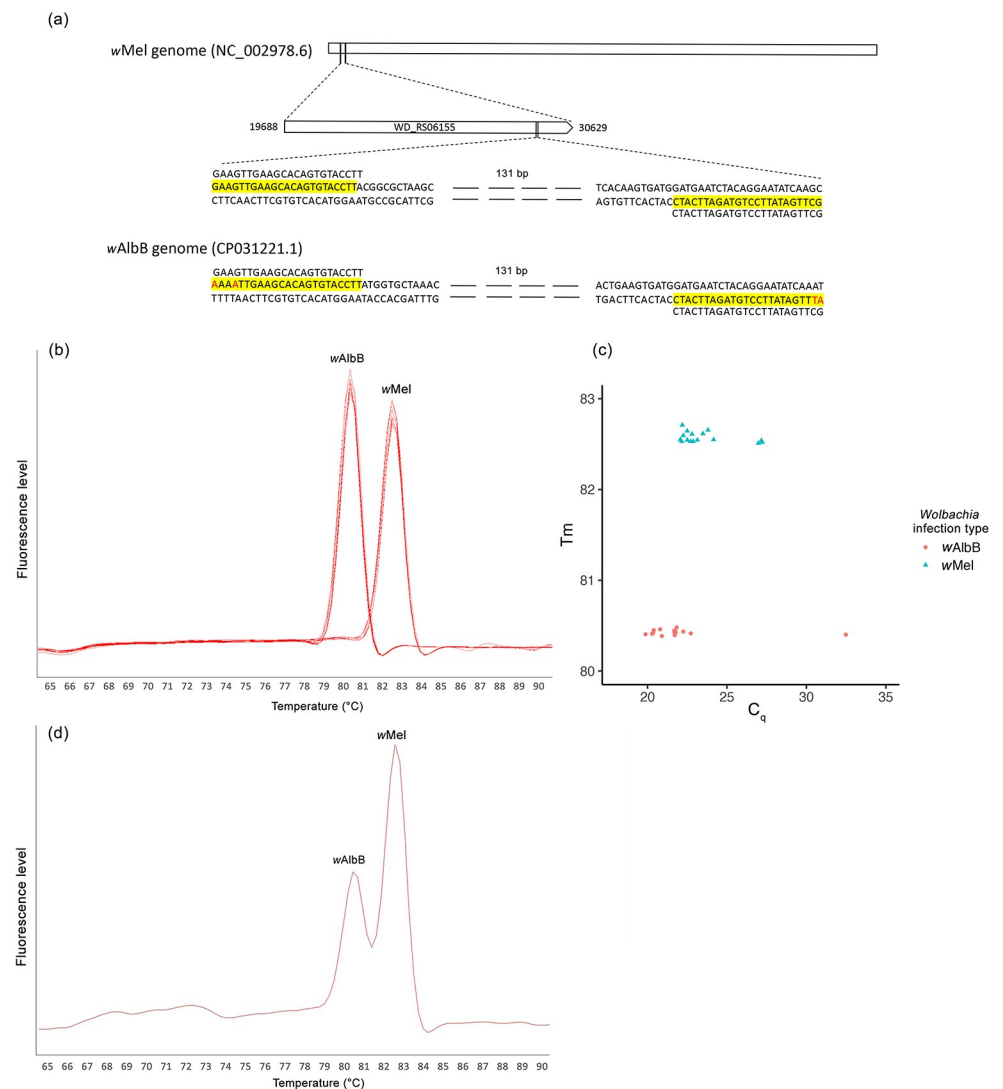 (a)
wMel genome (NC_002978.6)
19688 WD_RS06155 30629
GAAGTTGAAGCACAGTGTACCTT 131 bp
GAAGTTGAAGCACAGTGTACCTTACGGCGCTAAGC TCACAAGTGATGGATGAATCTACAGGAATATCAAGC
CTTCAACTTCGTGTCACATGGAATGCCGCATTCG AGTGTTCACTACCTACTTAGATGTCCTTATAGTTCG
CTACTTAGATGTCCTTATAGTTCG
wAlbB genome (CP031221.1)
GAAGTTGAAGCACAGTGTACCTT 131 bp
AAAATTGAAGCACAGTGTACCTTATGGTGCTAAAC ACTGAAGTGATGGATGAATCTACAGGAATATCAAAT
TTTTAACTTCGTGTCACATGGAATACCACGATTTG TGACTTCACTACCTACTTAGATGTCCTTATAGTTTA
CTACTTAGATGTCCTTATAGTTCG
(b)
wAlbB
wMel
Fluorescence level
65 66 67 68 69 70 71 72 73 74 75 76 77 78 79 80 81 82 83 84 85 86 87 88 89 90
Temperature (°C)
(c)
83
82
81
80
Tm
20 25 30 35
Cq
Wolbachia
infection type
wAlbB
wMel
(d)
wMel
wAlbB
Fluorescence level
65 66 67 68 69 70 71 72 73 74 75 76 77 78 79 80 81 82 83 84 85 86 87 88 89 90
Temperature (°C)